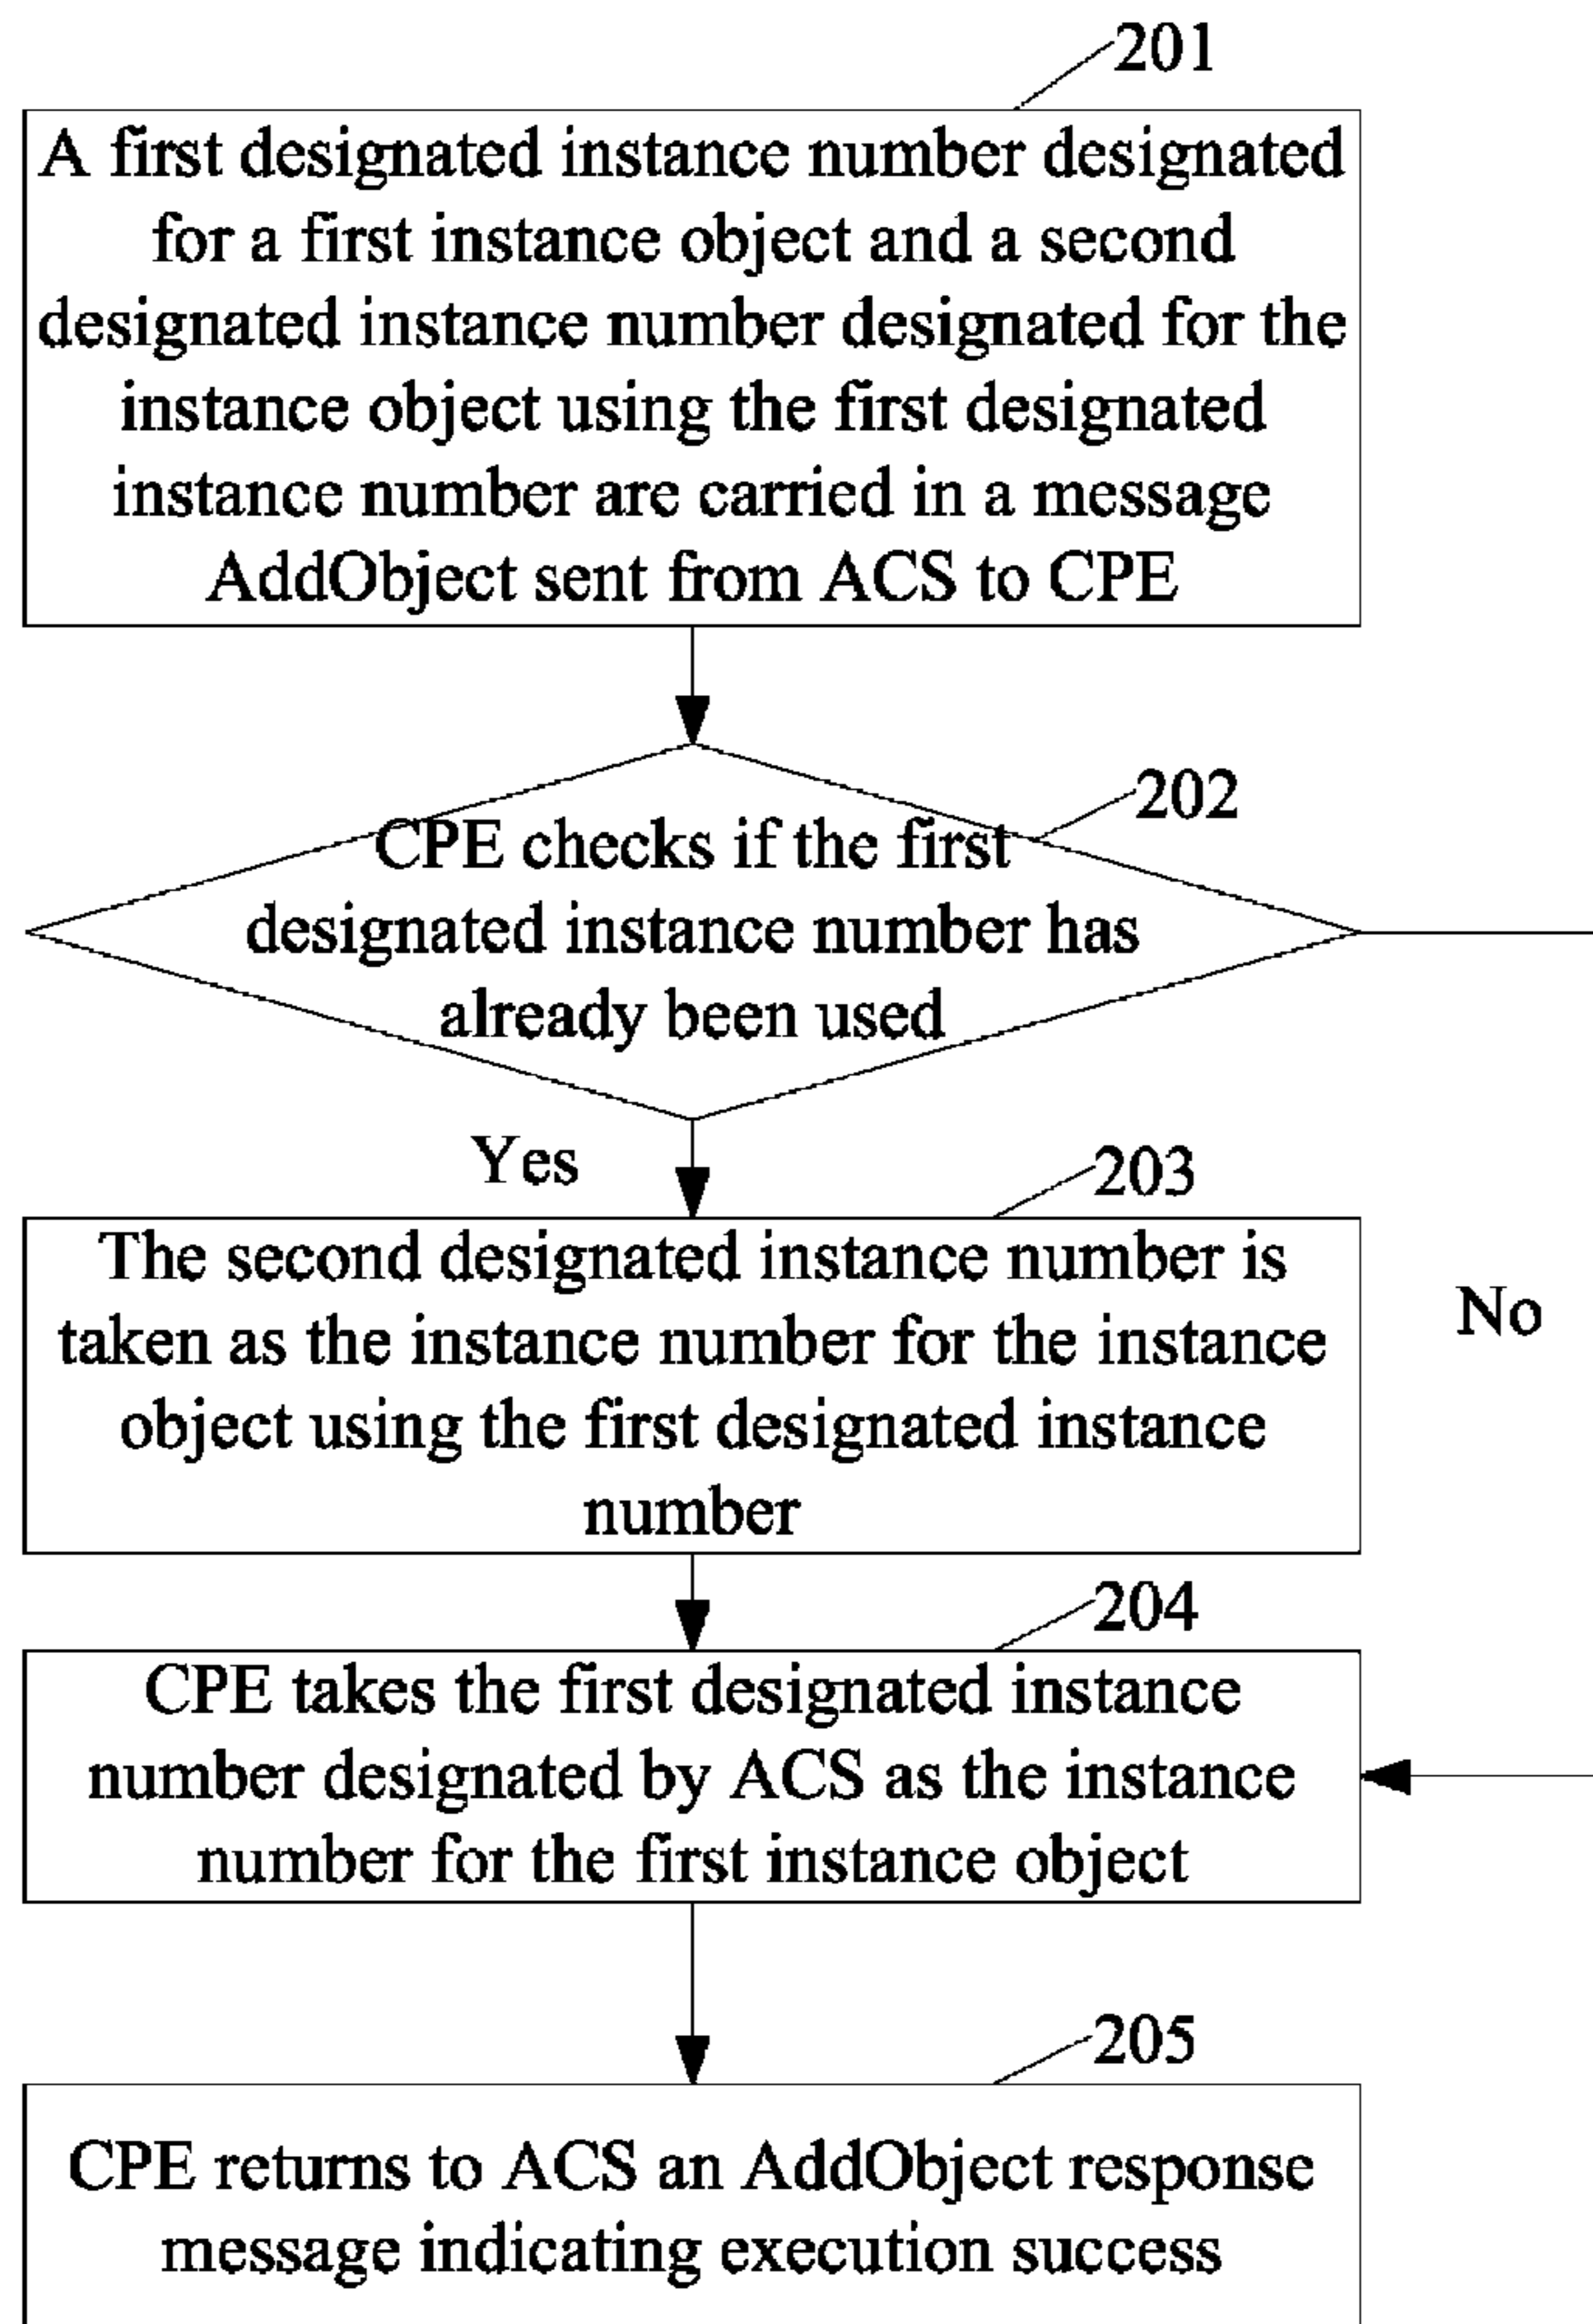 201
A first designated instance number designated
for a first instance object and a second
designated instance number designated for the
instance object using the first designated
instance number are carried in a message
AddObject sent from ACS to CPE
202
CPE checks if the first
designated instance number has
already been used
Yes
203
The second designated instance number is
taken as the instance number for the instance
object using the first designated instance
number
No
204
CPE takes the first designated instance
number designated by ACS as the instance
number for the first instance object
205
CPE returns to ACS an AddObject response
message indicating execution success